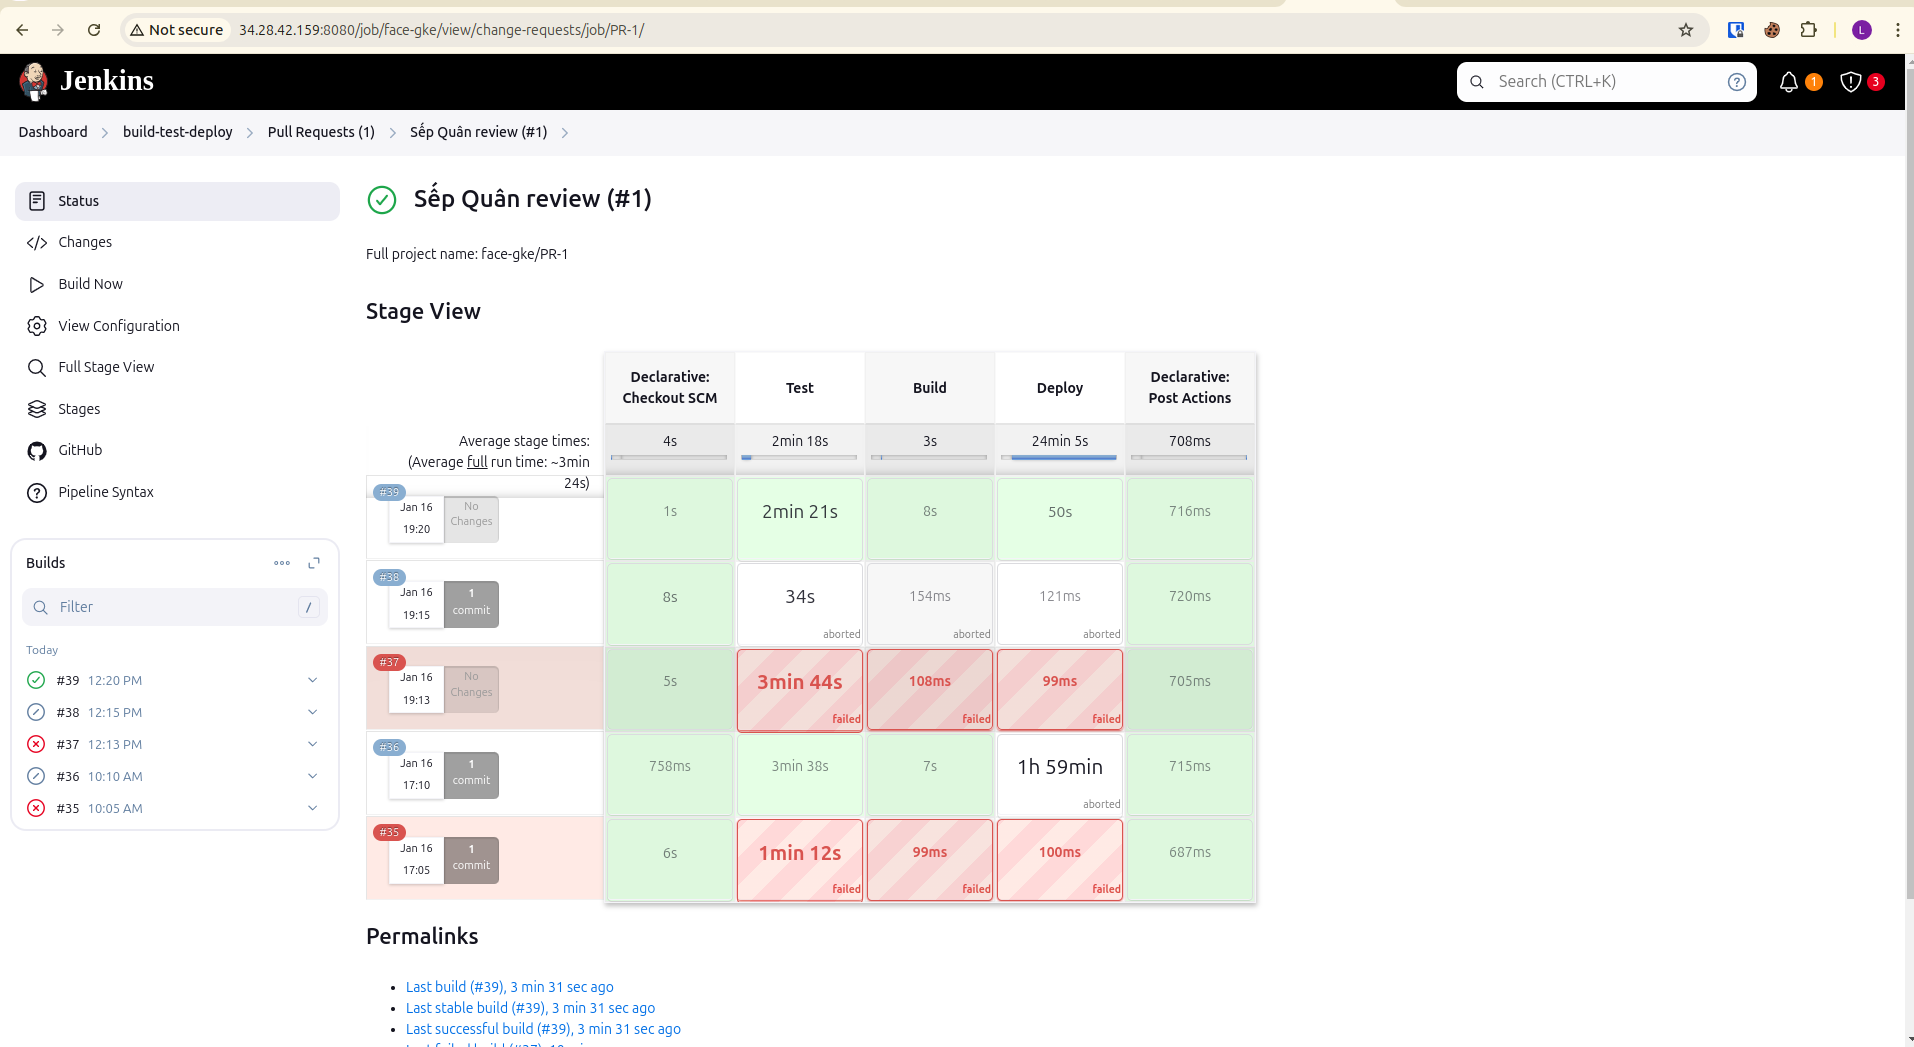 Not secure
34.28.42.159:8080/job/face-gke/view/change-requests/job/PR-1/
L
Jenkins
Search (CTRL+K)
?
1
3
Dashboard
build-test-deploy
Pull Requests (1)
Sếp Quân review (#1)
Status
Changes
Build Now
View Configuration
Full Stage View
Stages
GitHub
Pipeline Syntax
Builds
Filter
/
Today
#39 12:20 PM
#38 12:15 PM
#37 12:13 PM
#36 10:10 AM
#35 10:05 AM
Sếp Quân review (#1)
Full project name: face-gke/PR-1
Stage View
Declarative: Checkout SCM
Test
Build
Deploy
Declarative: Post Actions
Average stage times:
(Average full run time: ~3min
24s)
4s
2min 18s
3s
24min 5s
708ms
#39
Jan 16
19:20
No Changes
1s
2min 21s
8s
50s
716ms
#38
Jan 16
19:15
1 commit
8s
34s
aborted
154ms
aborted
121ms
aborted
720ms
#37
Jan 16
19:13
No Changes
5s
3min 44s
failed
108ms
failed
99ms
failed
705ms
#36
Jan 16
17:10
1 commit
758ms
3min 38s
7s
1h 59min
aborted
715ms
#35
Jan 16
17:05
1 commit
6s
1min 12s
failed
99ms
failed
100ms
failed
687ms
Permalinks
Last build (#39), 3 min 31 sec ago
Last stable build (#39), 3 min 31 sec ago
Last successful build (#39), 3 min 31 sec ago